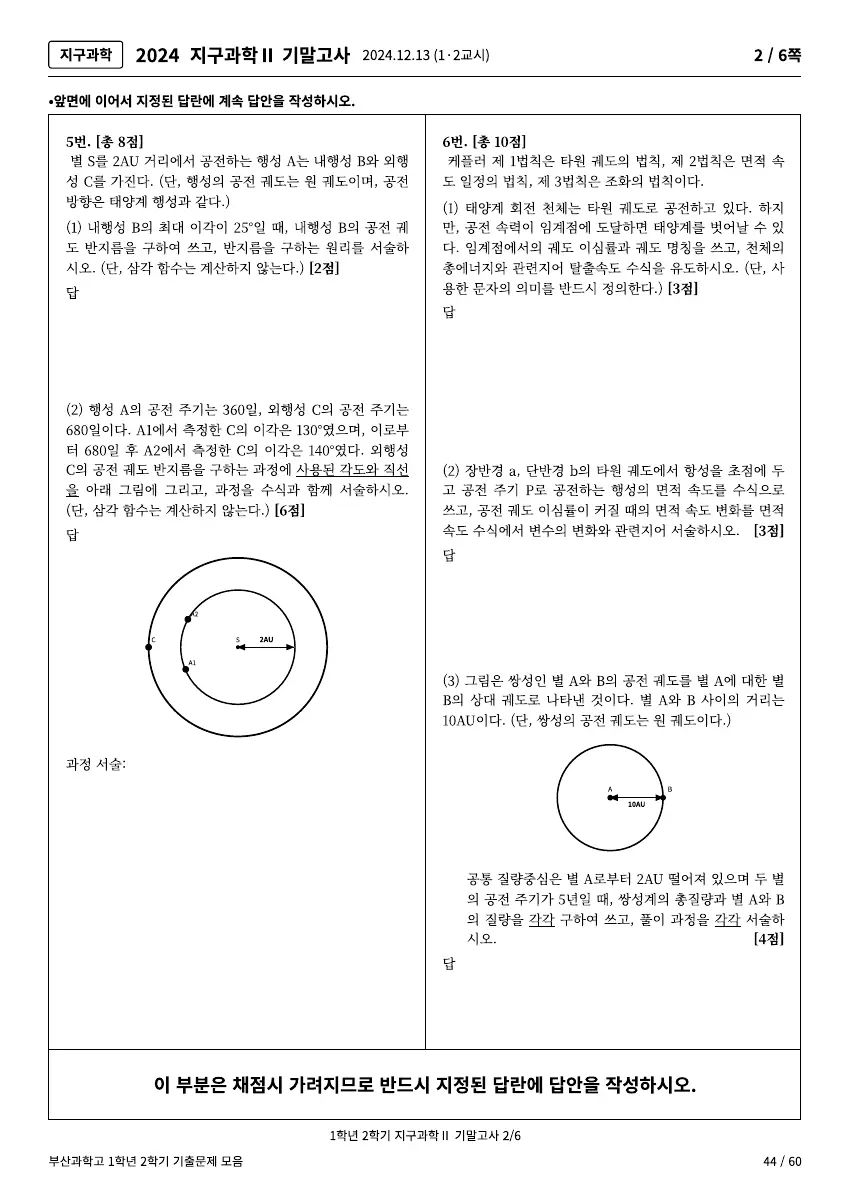 지구과학 2024 지구과학Ⅱ 기말고사 2024.12.13 (1·2교시) 2 / 6쪽
•앞면에 이어서 지정된 답란에 계속 답안을 작성하시오.
5번. [총 8점]
별 S를 2AU 거리에서 공전하는 행성 A는 내행성 B와 외행
성 C를 가진다. (단, 행성의 공전 궤도는 원 궤도이며, 공전
방향은 태양계 행성과 같다.)
(1) 내행성 B의 최대 이각이 25°일 때, 내행성 B의 공전 궤
도 반지름을 구하여 쓰고, 반지름을 구하는 원리를 서술하
시오. (단, 삼각 함수는 계산하지 않는다.) [2점]
답
(2) 행성 A의 공전 주기는 360일, 외행성 C의 공전 주기는
680일이다. A1에서 측정한 C의 이각은 130°였으며, 이로부
터 680일 후 A2에서 측정한 C의 이각은 140°였다. 외행성
C의 공전 궤도 반지름을 구하는 과정에 사용된 각도와 직선
을 아래 그림에 그리고, 과정을 수식과 함께 서술하시오.
(단, 삼각 함수는 계산하지 않는다.) [6점]
답
A2
C
S
2AU
A1
과정 서술:
6번. [총 10점]
케플러 제 1법칙은 타원 궤도의 법칙, 제 2법칙은 면적 속
도 일정의 법칙, 제 3법칙은 조화의 법칙이다.
(1) 태양계 회전 천체는 타원 궤도로 공전하고 있다. 하지
만, 공전 속력이 임계점에 도달하면 태양계를 벗어날 수 있
다. 임계점에서의 궤도 이심률과 궤도 명칭을 쓰고, 천체의
총에너지와 관련지어 탈출속도 수식을 유도하시오. (단, 사
용한 문자의 의미를 반드시 정의한다.) [3점]
답
(2) 장반경 a, 단반경 b의 타원 궤도에서 항성을 초점에 두
고 공전 주기 P로 공전하는 행성의 면적 속도를 수식으로
쓰고, 공전 궤도 이심률이 커질 때의 면적 속도 변화를 면적
속도 수식에서 변수의 변화와 관련지어 서술하시오. [3점]
답
(3) 그림은 쌍성인 별 A와 B의 공전 궤도를 별 A에 대한 별
B의 상대 궤도로 나타낸 것이다. 별 A와 B 사이의 거리는
10AU이다. (단, 쌍성의 공전 궤도는 원 궤도이다.)
A
B
10AU
공통 질량중심은 별 A로부터 2AU 떨어져 있으며 두 별
의 공전 주기가 5년일 때, 쌍성계의 총질량과 별 A와 B
의 질량을 각각 구하여 쓰고, 풀이 과정을 각각 서술하
시오. [4점]
답
이 부분은 채점시 가려지므로 반드시 지정된 답란에 답안을 작성하시오.
1학년 2학기 지구과학Ⅱ 기말고사 2/6
부산과학고 1학년 2학기 기출문제 모음
44 / 60